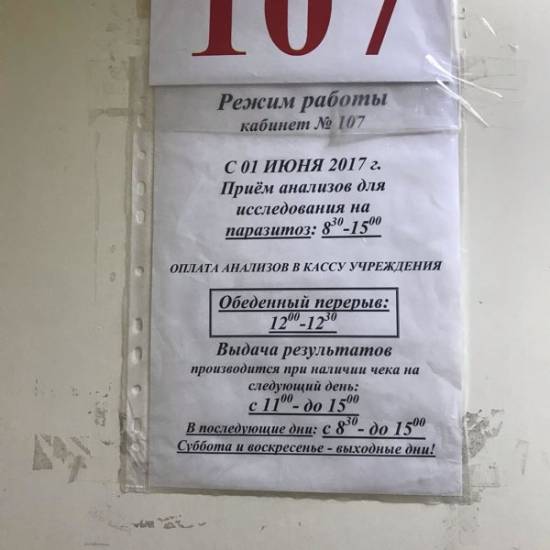 107
Режим работы
кабинет № 107
С 01 ИЮНЯ 2017 г.
Приём анализов для
исследования на
паразитоз: 8³⁰-15⁰⁰
ОПЛАТА АНАЛИЗОВ В КАССУ УЧРЕЖДЕНИЯ
Обеденный перерыв:
12⁰⁰-12³⁰
Выдача результатов
производится при наличии чека на
следующий день:
с 11⁰⁰- до 15⁰⁰
В последующие дни: с 8³⁰- до 15⁰⁰
Суббота и воскресенье - выходные дни!